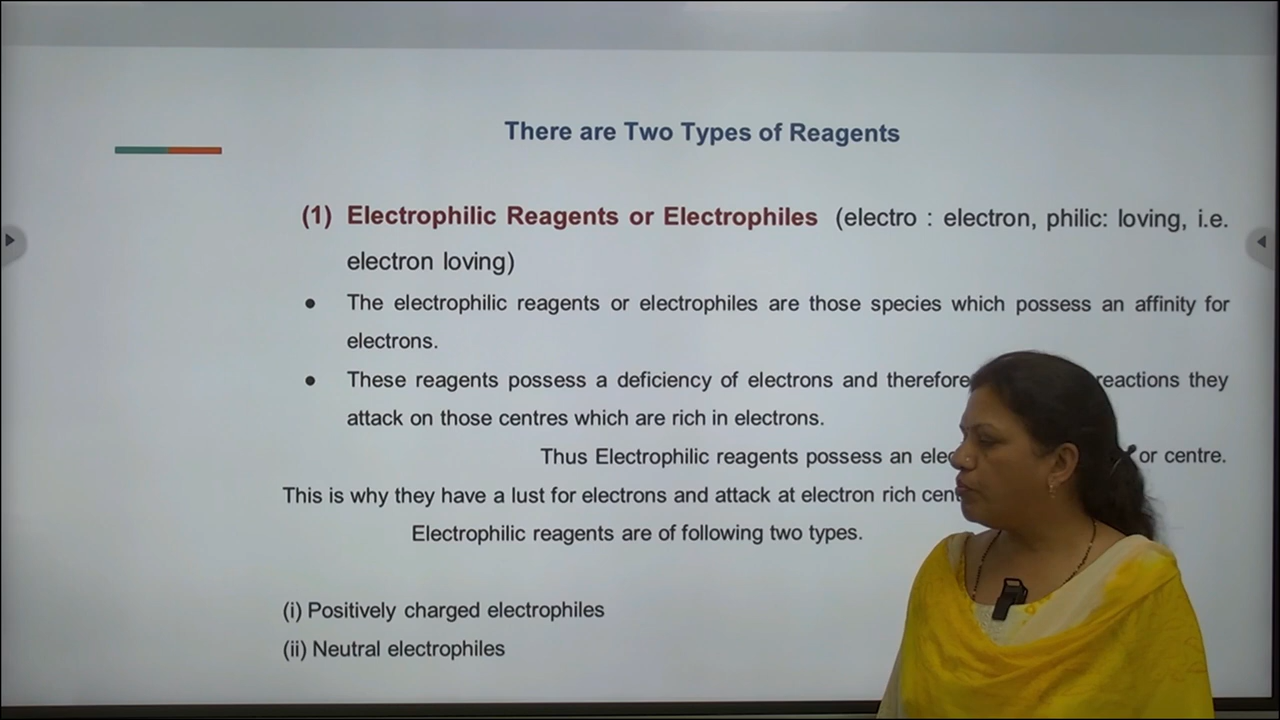 There are Two Types of Reagents
(1) Electrophilic Reagents or Electrophiles (electro : electron, philic: loving, i.e.
electron loving)
● The electrophilic reagents or electrophiles are those species which possess an affinity for
electrons.
● These reagents possess a deficiency of electrons and therefore reactions they
attack on those centres which are rich in electrons.
Thus Electrophilic reagents possess an or centre.
This is why they have a lust for electrons and attack at electron rich
Electrophilic reagents are of following two types.
(i) Positively charged electrophiles
(ii) Neutral electrophiles